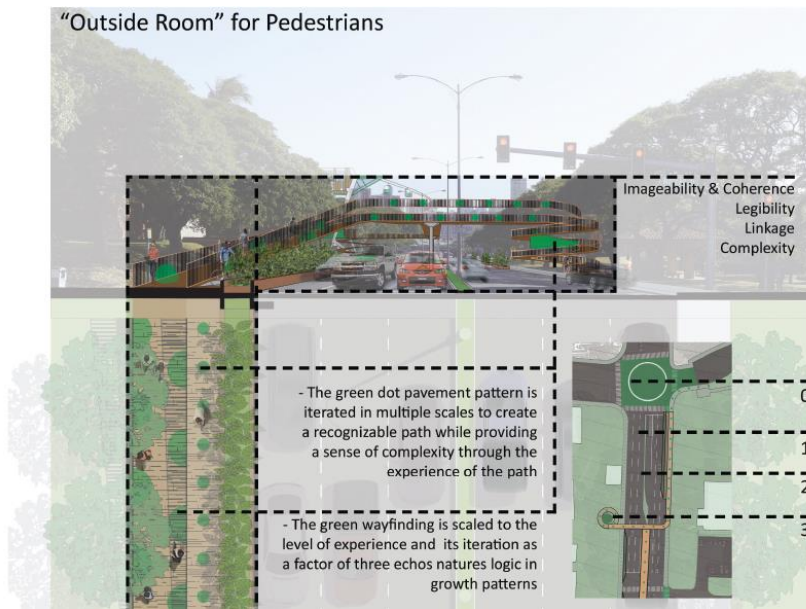 “Outside Room” for Pedestrians
Imageability & Coherence
Legibility
Linkage
Complexity
- The green dot pavement pattern is
iterated in multiple scales to create
a recognizable path while providing
a sense of complexity through the
experience of the path
0
1
2
3
- The green wayfinding is scaled to the
level of experience and its iteration as
a factor of three echos natures logic in
growth patterns